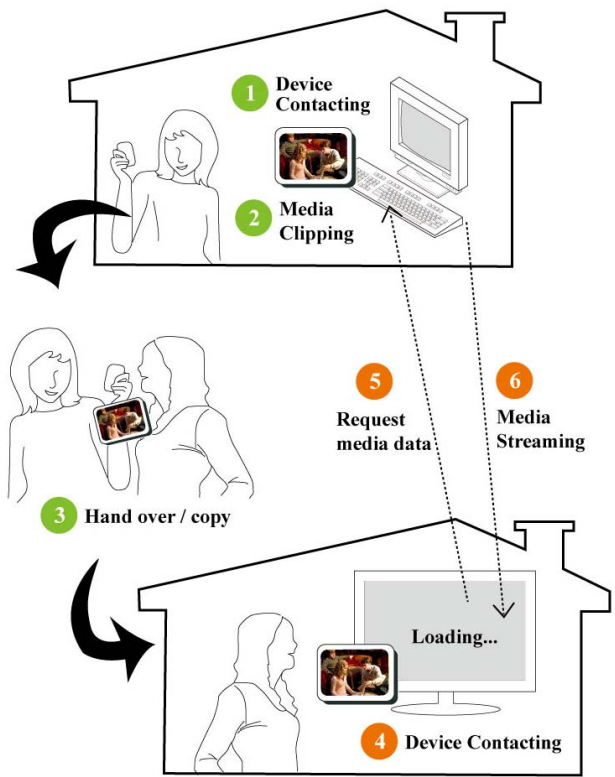 1 Device
Contacting
2 Media
Clipping
5
Request
media data
6
Media
Streaming
3 Hand over / copy
Loading...
4 Device Contacting